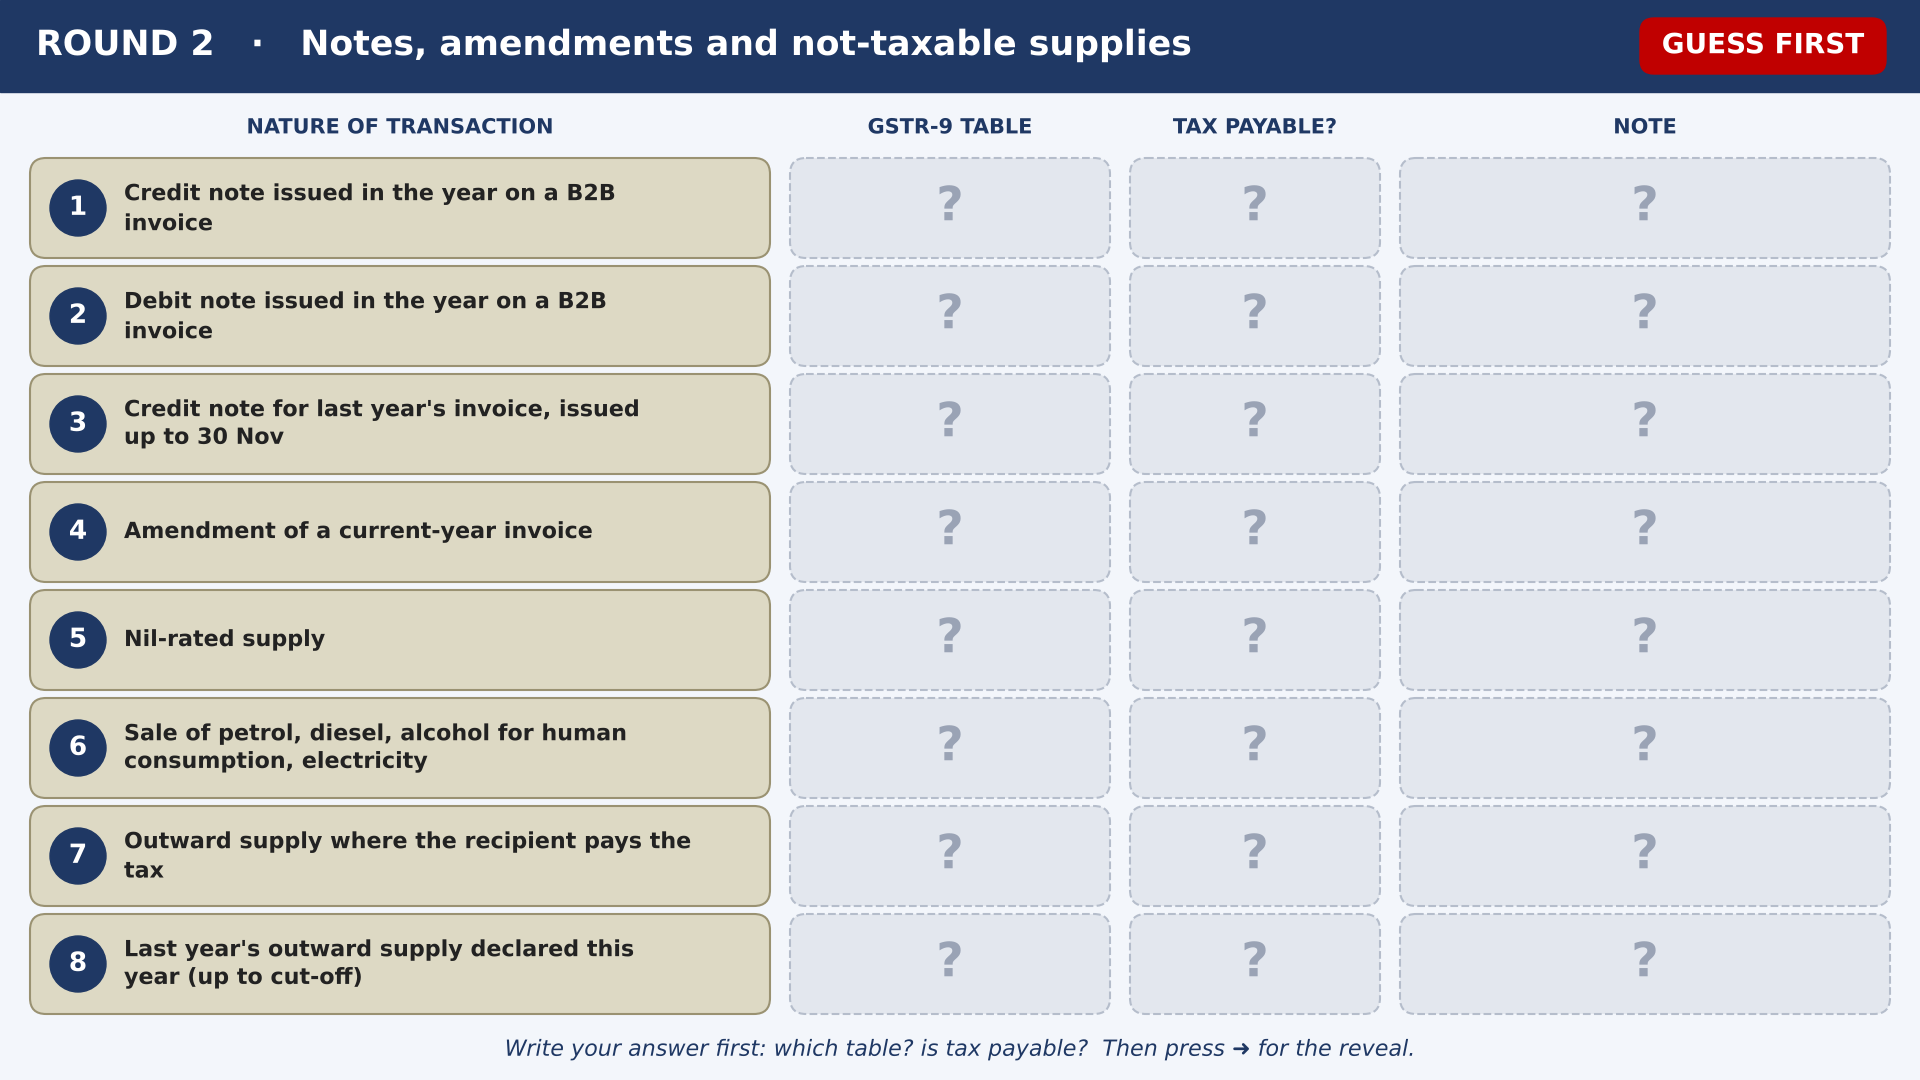 ROUND 2 · Notes, amendments and not-taxable supplies
GUESS FIRST
NATURE OF TRANSACTION
GSTR-9 TABLE
TAX PAYABLE?
NOTE
1
Credit note issued in the year on a B2B
invoice
?
?
?
2
Debit note issued in the year on a B2B
invoice
?
?
?
3
Credit note for last year's invoice, issued
up to 30 Nov
?
?
?
4
Amendment of a current-year invoice
?
?
?
5
Nil-rated supply
?
?
?
6
Sale of petrol, diesel, alcohol for human
consumption, electricity
?
?
?
7
Outward supply where the recipient pays the
tax
?
?
?
8
Last year's outward supply declared this
year (up to cut-off)
?
?
?
Write your answer first: which table? is tax payable? Then press ➜ for the reveal.